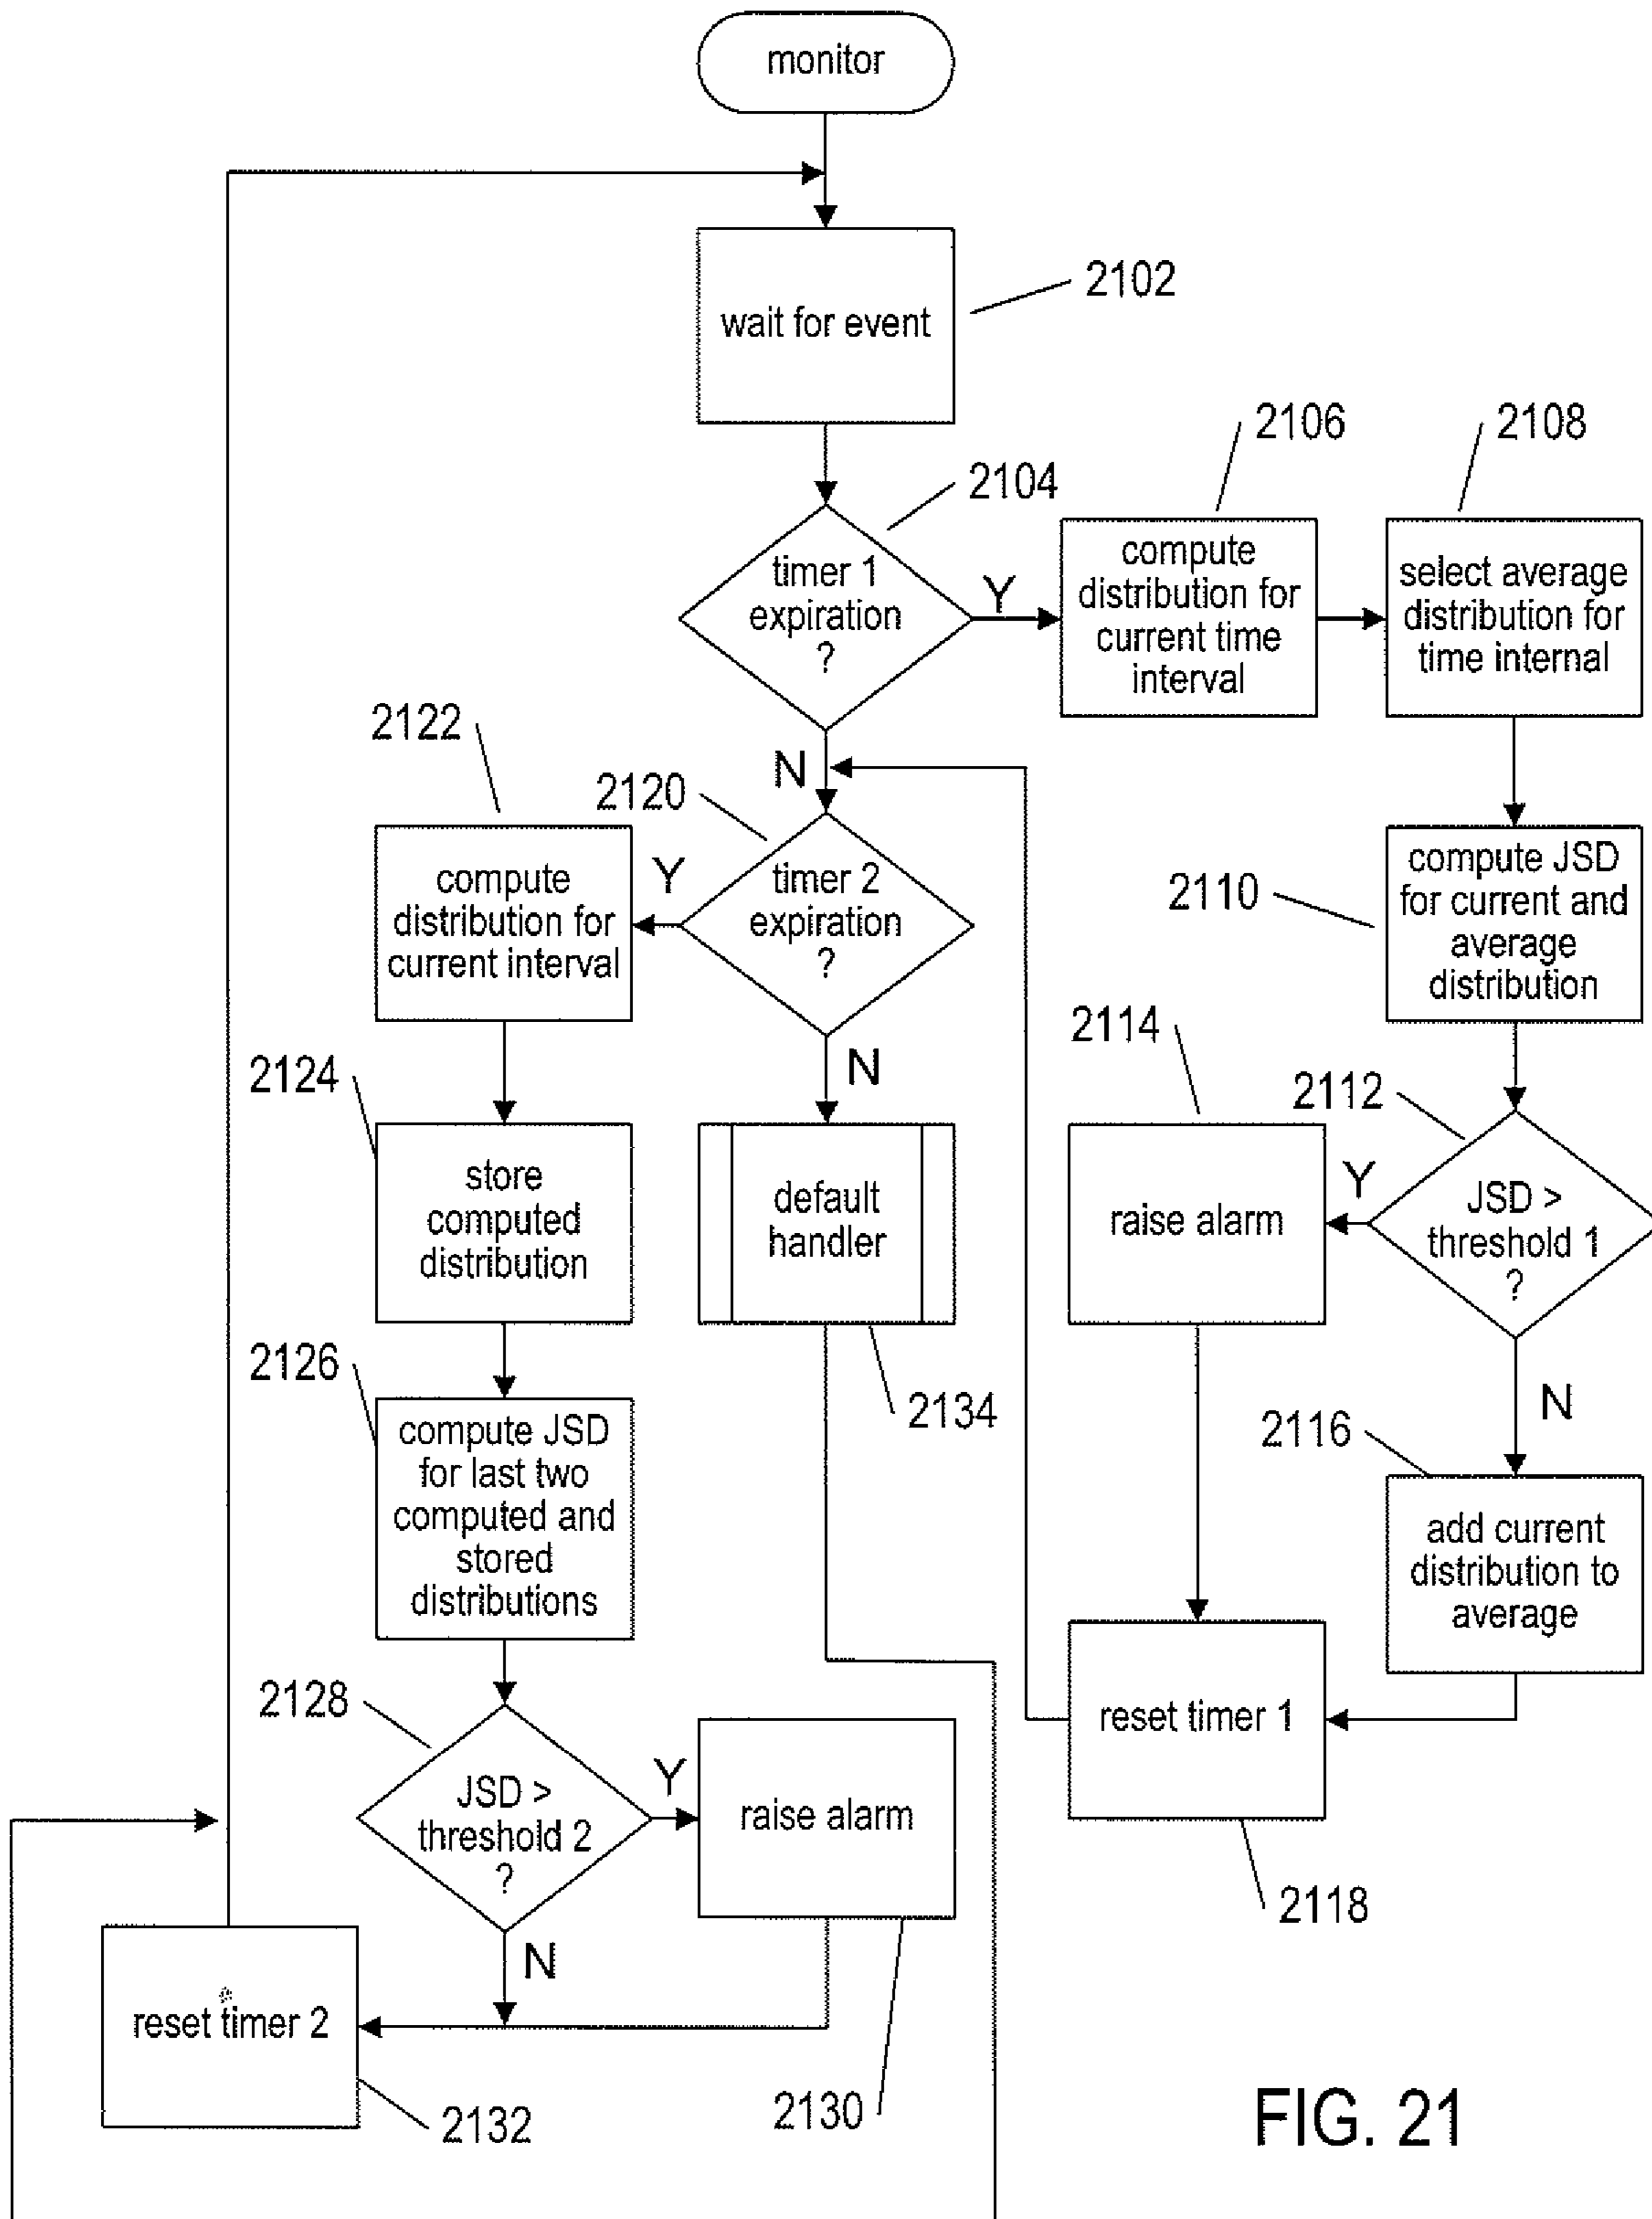 monitor
2102
wait for event
2106
2108
2104
timer 1
expiration
?
Y
compute
distribution for
current time
interval
select average
distribution for
time internal
N
2122
2120
compute
distribution for
current interval
Y
timer 2
expiration
?
2110
compute JSD
for current and
average
distribution
N
2114
2124
2112
store
computed
distribution
default
handler
raise alarm
Y
JSD >
threshold 1
?
2126
2134
N
2116
compute JSD
for last two
computed and
stored
distributions
add current
distribution to
average
2128
reset timer 1
JSD >
threshold 2
?
Y
raise alarm
2118
N
reset timer 2
2132
2130
FIG. 21